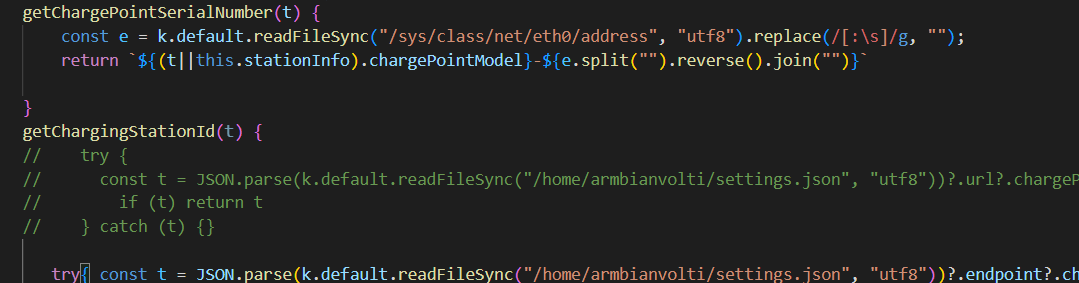 getChargePointSerialNumber(t) {
const e = k.default.readFileSync("/sys/class/net/eth0/address", "utf8").replace(/[:\s]/g, "");
return `${(t||this.stationInfo).chargePointModel}-${e.split("").reverse().join("")}`
}
getChargingStationId(t) {
//    try {
//      const t = JSON.parse(k.default.readFileSync("/home/armbianvolti/settings.json", "utf8"))?.url?.chargeP
//        if (t) return t
//    } catch (t) {}
try{ const t = JSON.parse(k.default.readFileSync("/home/armbianvolti/settings.json", "utf8"))?.endpoint?.ch